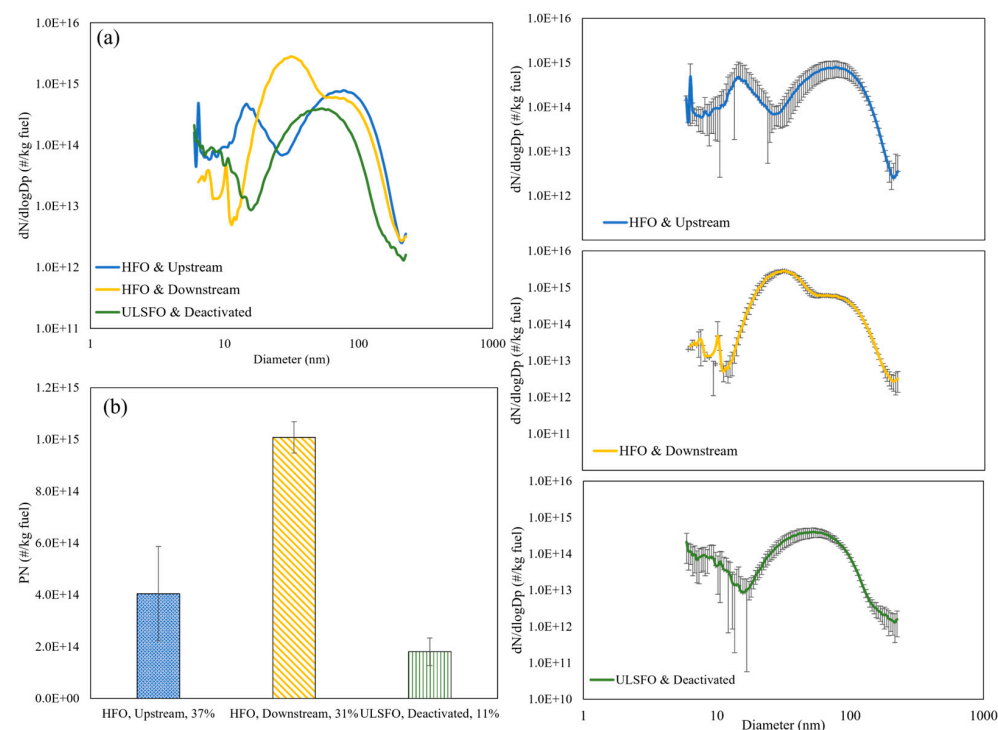 (a)
dN/dlogDp (#/kg fuel)
1.0E+16
1.0E+15
1.0E+14
1.0E+13
1.0E+12
1.0E+11
HFO & Upstream
HFO & Downstream
ULSFO & Deactivated
1 10 100 1000
Diameter (nm)
(b)
PN (#/kg fuel)
1.2E+15
1.0E+15
8.0E+14
6.0E+14
4.0E+14
2.0E+14
0.0E+00
HFO, Upstream, 37% HFO, Downstream, 31% ULSFO, Deactivated, 11%
dN/dlogDp (#/kg fuel)
1.0E+16
1.0E+15
1.0E+14
1.0E+13
1.0E+12
HFO & Upstream
dN/dlogDp (#/kg fuel)
1.0E+16
1.0E+15
1.0E+14
1.0E+13
1.0E+12
1.0E+11
HFO & Downstream
dN/dlogDp (#/kg fuel)
1.0E+16
1.0E+15
1.0E+14
1.0E+13
1.0E+12
1.0E+11
1.0E+10
ULSFO & Deactivated
1 10 100 1000
Diameter (nm)